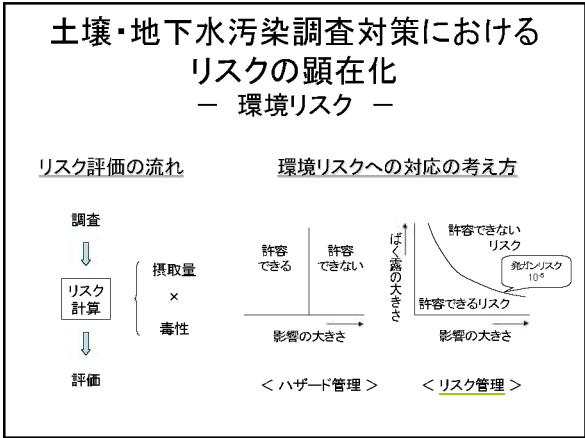 土壌・地下水汚染調査対策における
リスクの顕在化
－ 環境リスク －
リスク評価の流れ
調査
リスク
計算
評価
摂取量
×
毒性
環境リスクへの対応の考え方
許容
できる
許容
できない
影響の大きさ
＜ ハザード管理 ＞
ばく露の大きさ
許容できない
リスク
発ガンリスク
10⁻⁵
許容できるリスク
影響の大きさ
＜ リスク管理 ＞